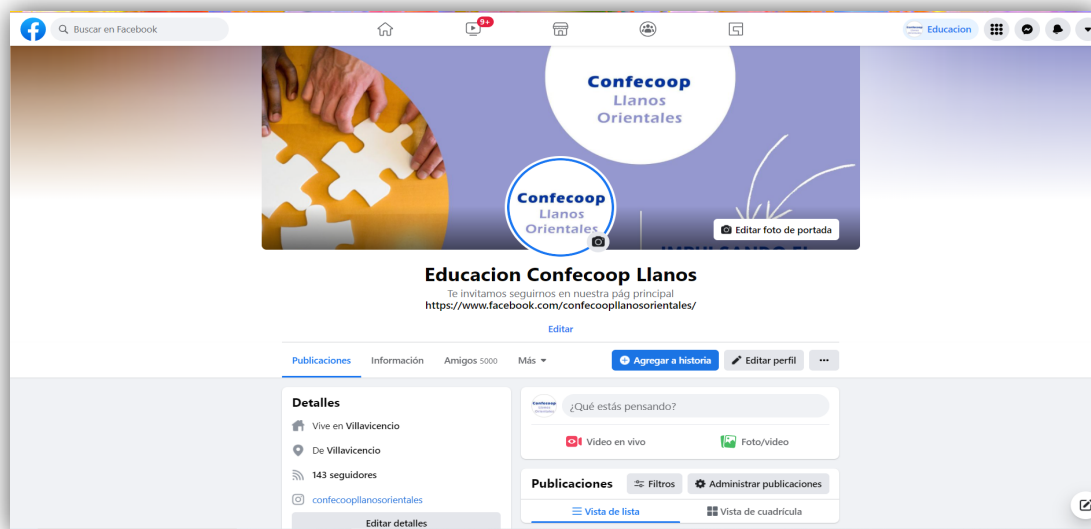 Buscar en Facebook
9+
Educacion
Confecoop
Llanos
Orientales
Confecoop
Llanos
Orientales
Editar foto de portada
Educacion Confecoop Llanos
Te invitamos seguirnos en nuestra pág principal
https://www.facebook.com/confecoopllanosorientales/
Editar
Publicaciones Información Amigos 5000 Más
Agregar a historia Editar perfil
Detalles
Vive en Villavicencio
De Villavicencio
143 seguidores
confecoopllanosorientales
Editar detalles
¿Qué estás pensando?
Video en vivo Foto/video
Publicaciones Filtros Administrar publicaciones
Vista de lista Vista de cuadrícula